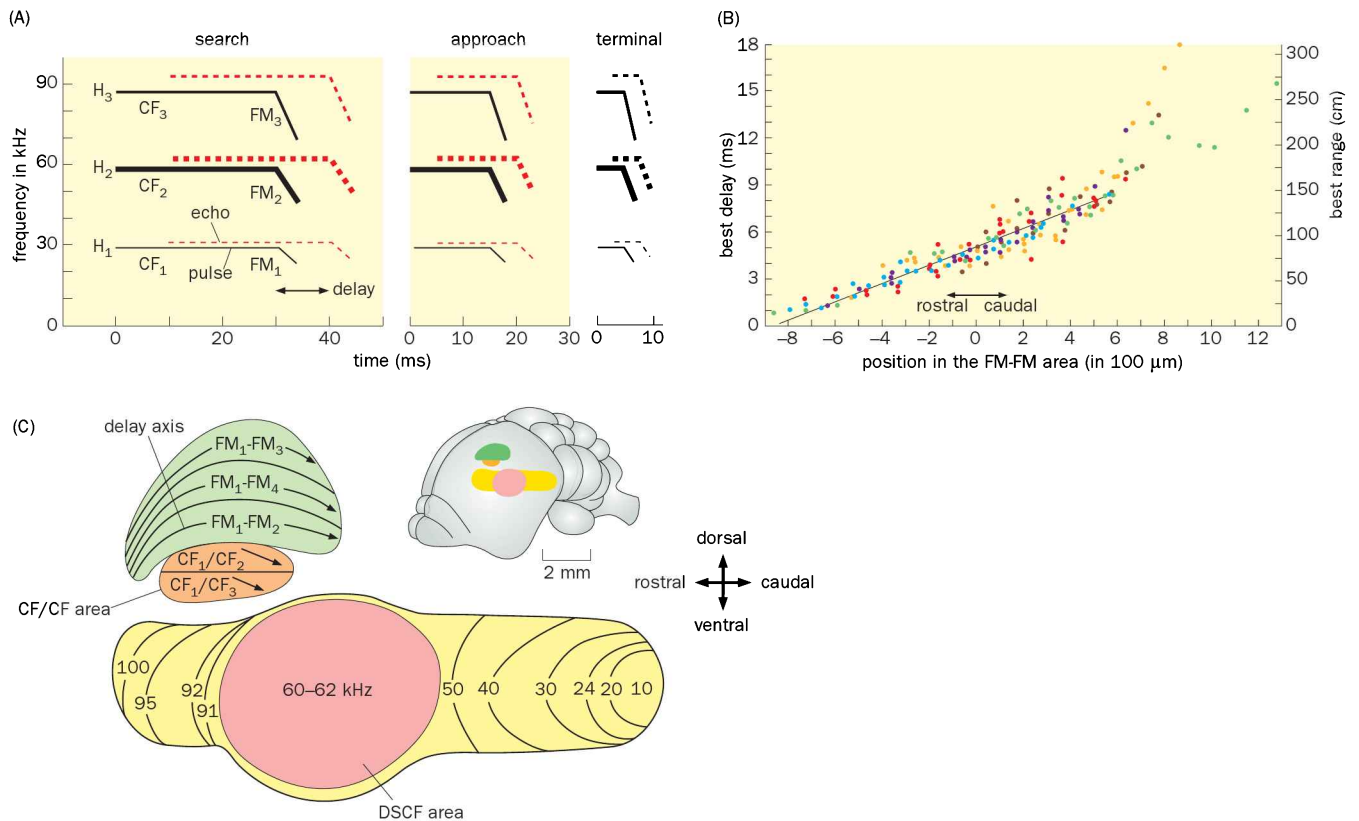 (A)
search
approach
terminal
frequency in kHz
90
60
30
0
H3
CF3
FM3
H2
CF2
FM2
echo
H1
CF1
pulse
FM1
delay
0
20
40
0
10
20
30
0
10
time (ms)
(B)
best delay (ms)
18
15
12
9
6
3
0
300
250
200
150
100
50
0
best range (cm)
rostral
caudal
–8
–6
–4
–2
0
2
4
6
8
10
12
position in the FM-FM area (in 100 μm)
(C)
delay axis
FM1-FM3
FM1-FM4
FM1-FM2
CF1/CF2
CF1/CF3
CF/CF area
2 mm
dorsal
rostral
caudal
ventral
100
95
92
91
60–62 kHz
50
40
30
24
20
10
DSCF area